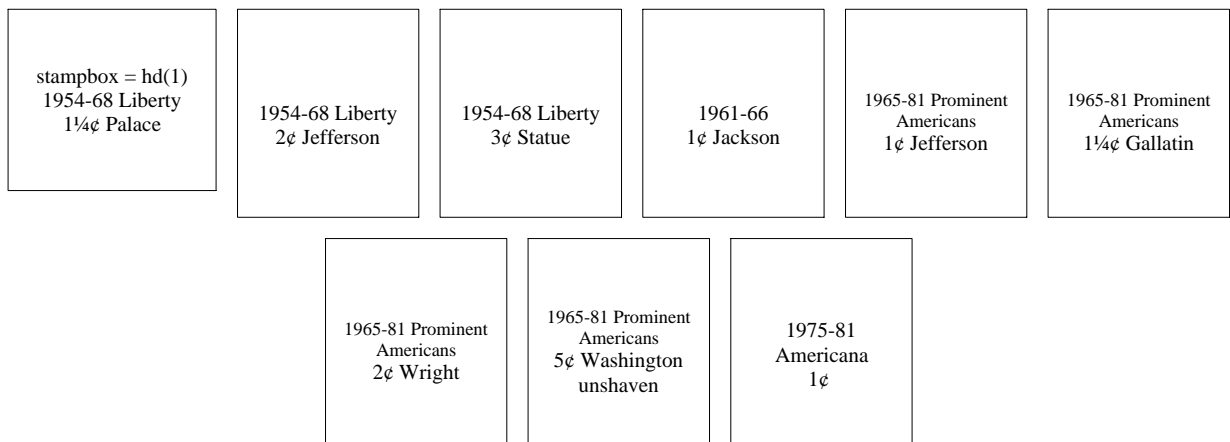 stampbox = hd(1)
1954-68 Liberty
1¼¢ Palace
1954-68 Liberty
2¢ Jefferson
1954-68 Liberty
3¢ Statue
1961-66
1¢ Jackson
1965-81 Prominent
Americans
1¢ Jefferson
1965-81 Prominent
Americans
1¼¢ Gallatin
1965-81 Prominent
Americans
2¢ Wright
1965-81 Prominent
Americans
5¢ Washington
unshaven
1975-81
Americana
1¢